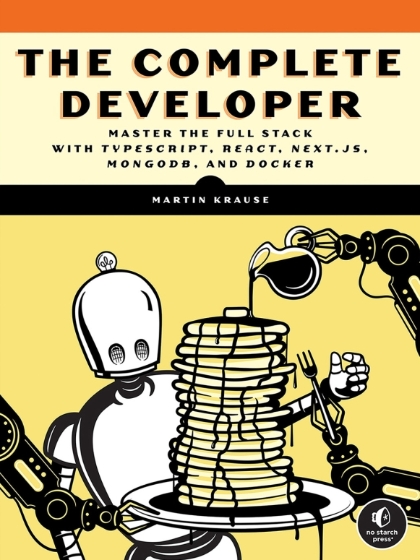 THE COMPLETE
DEVELOPER
MASTER THE FULL STACK
WITH TYPESCRIPT, REACT, NEXT.JS,
MONGODB, AND DOCKER
MARTIN KRAUSE
no starch
press®